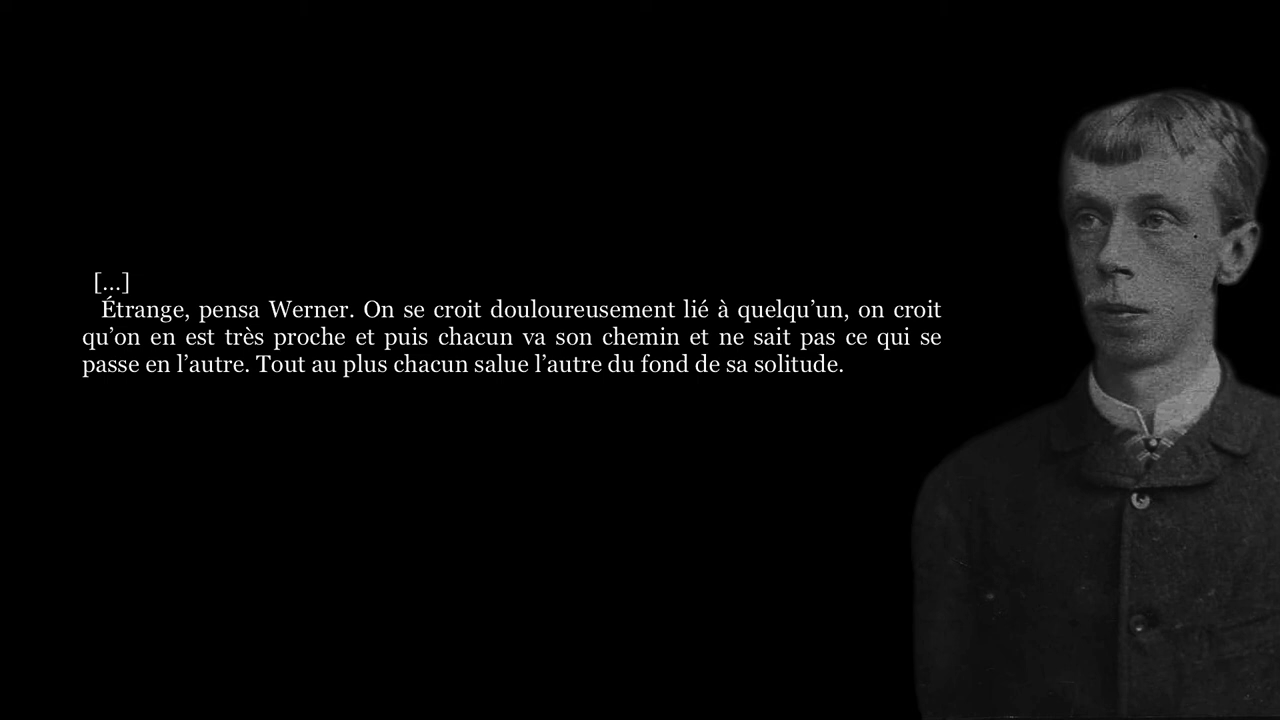 […]
Étrange, pensa Werner. On se croit douloureusement lié à quelqu’un, on croit
qu’on en est très proche et puis chacun va son chemin et ne sait pas ce qui se
passe en l’autre. Tout au plus chacun salue l’autre du fond de sa solitude.